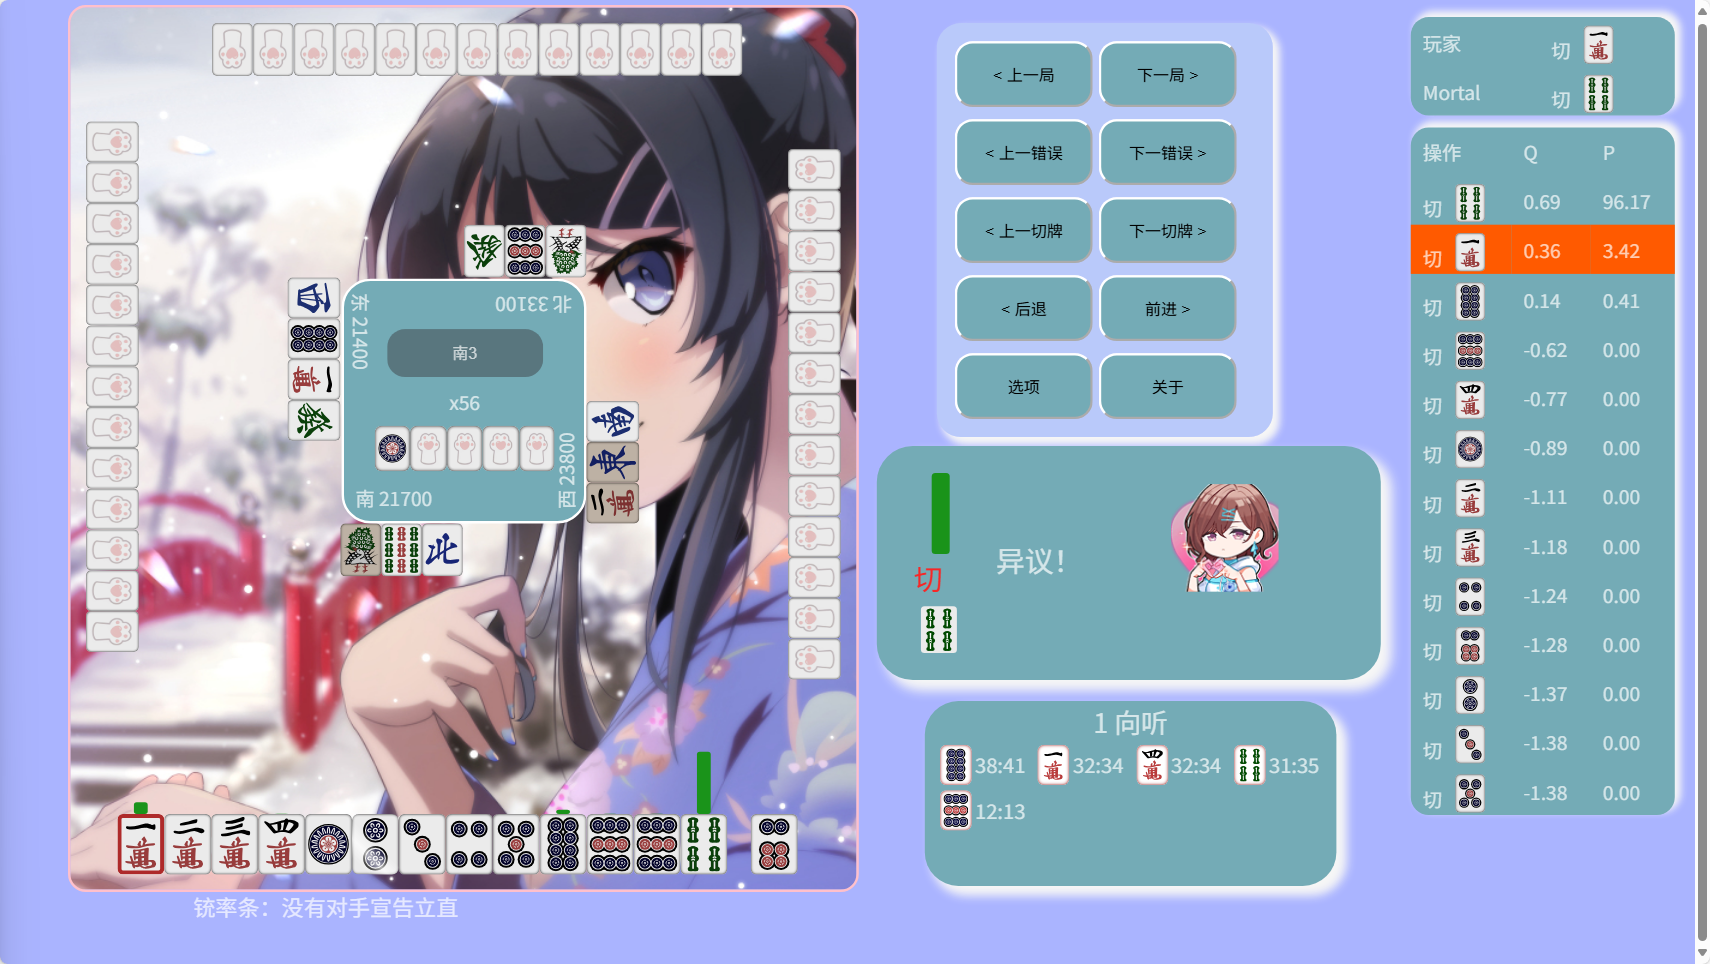 北 33100
东 21400
南3
x56
西 23800
南 21700
铳率条：没有对手宣告立直
< 上一局
下一局 >
< 上一错误
下一错误 >
< 上一切牌
下一切牌 >
< 后退
前进 >
选项
关于
切
异议！
1 向听
38:41
32:34
32:34
31:35
12:13
玩家 切
Mortal 切
操作 Q P
切 0.69 96.17
切 0.36 3.42
切 0.14 0.41
切 -0.62 0.00
切 -0.77 0.00
切 -0.89 0.00
切 -1.11 0.00
切 -1.18 0.00
切 -1.24 0.00
切 -1.28 0.00
切 -1.37 0.00
切 -1.38 0.00
切 -1.38 0.00